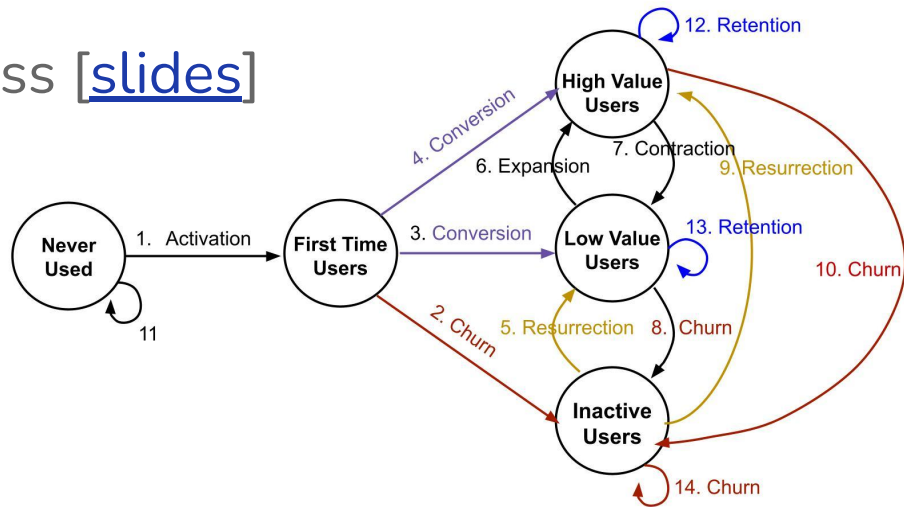 ss [slides]
12. Retention
High Value
Users
4. Conversion
7. Contraction
6. Expansion
9. Resurrection
Never
Used
1. Activation
First Time
Users
3. Conversion
Low Value
Users
13. Retention
10. Churn
11
2. Churn
5. Resurrection
8. Churn
Inactive
Users
14. Churn